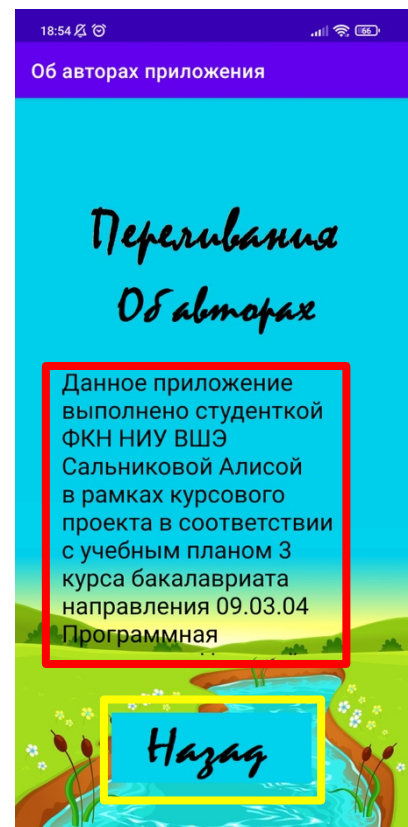 18:54
66
Об авторах приложения
Переливания
Об авторах
Данное приложение
выполнено студенткой
ФКН НИУ ВШЭ
Сальниковой Алисой
в рамках курсового
проекта в соответствии
с учебным планом 3
курса бакалавриата
направления 09.03.04
Программная
Назад